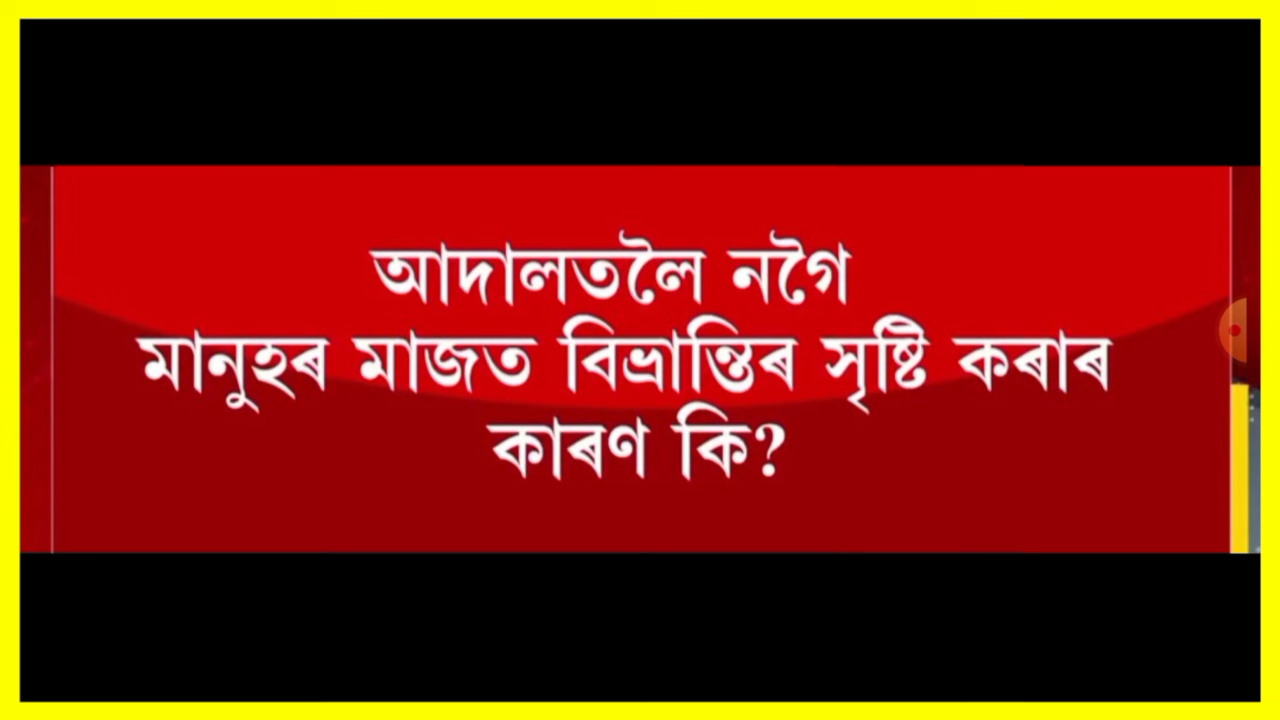 আদালতলৈ নগৈ
মানুহৰ মাজত বিভ্ৰান্তিৰ সৃষ্টি কৰাৰ
কাৰণ কি?